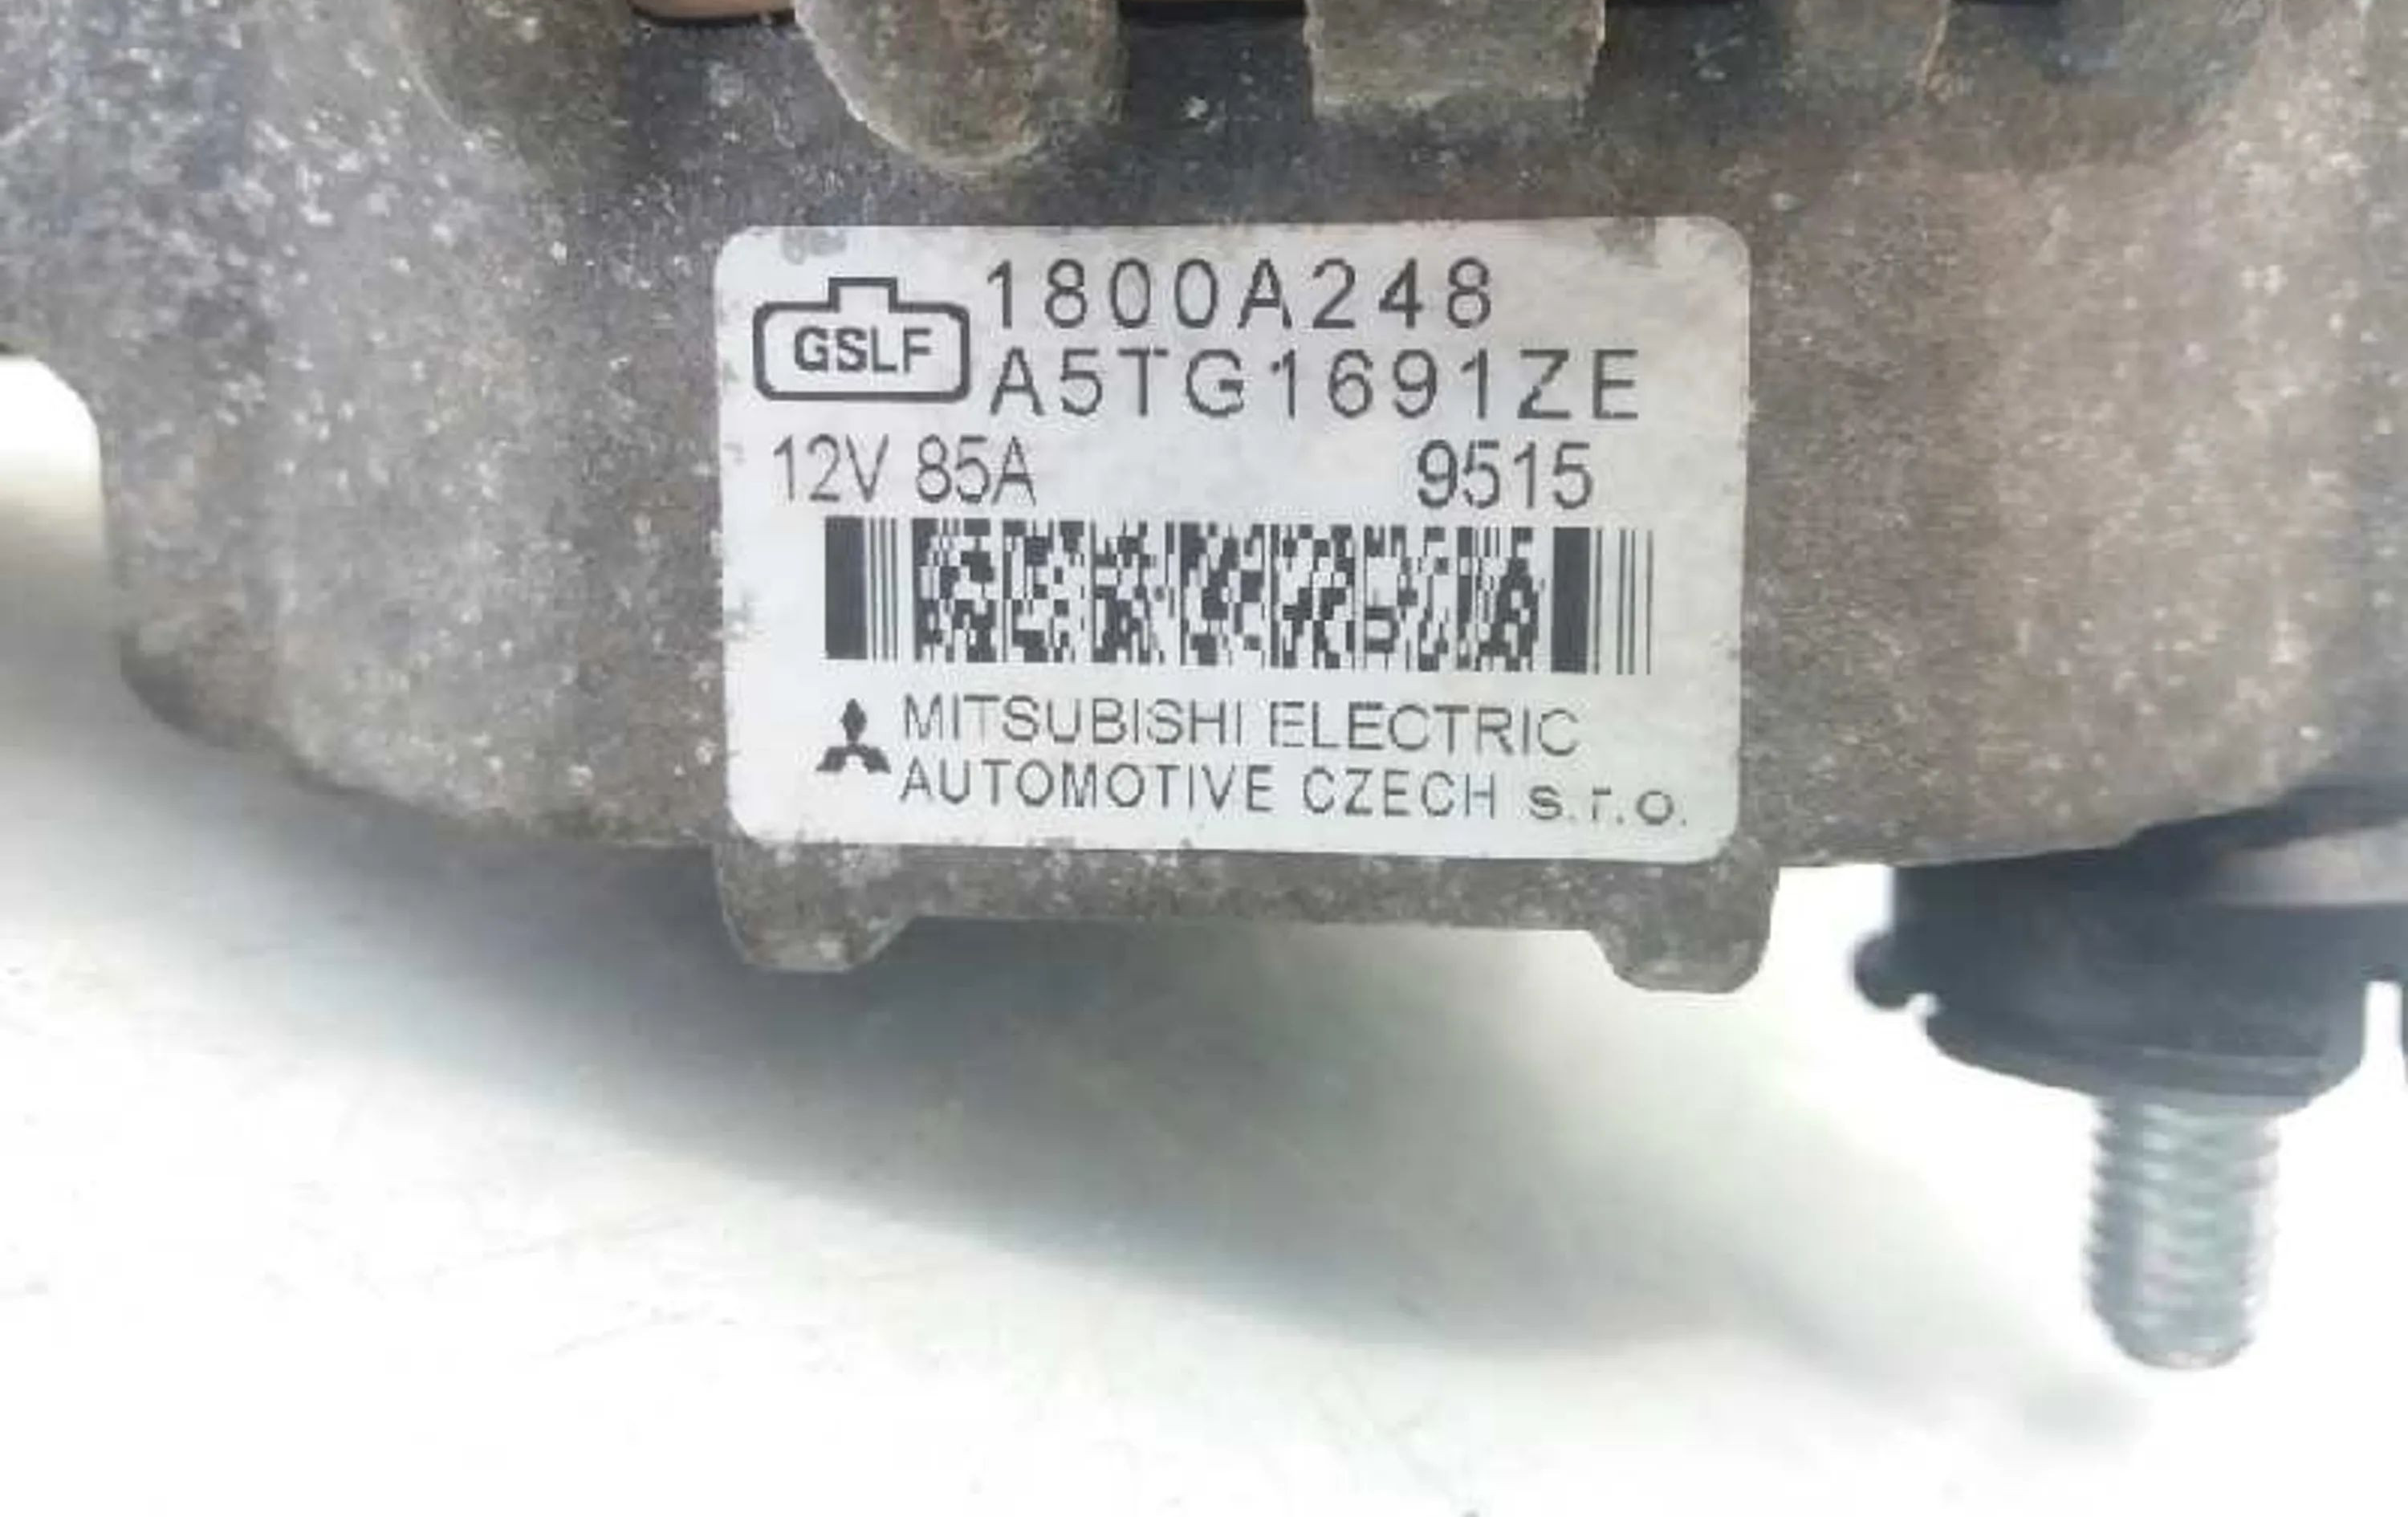 1800A248
GSLF
A5TG1691ZE
12V 85A 9515
MITSUBISHI ELECTRIC
AUTOMOTIVE CZECH s.r.o.